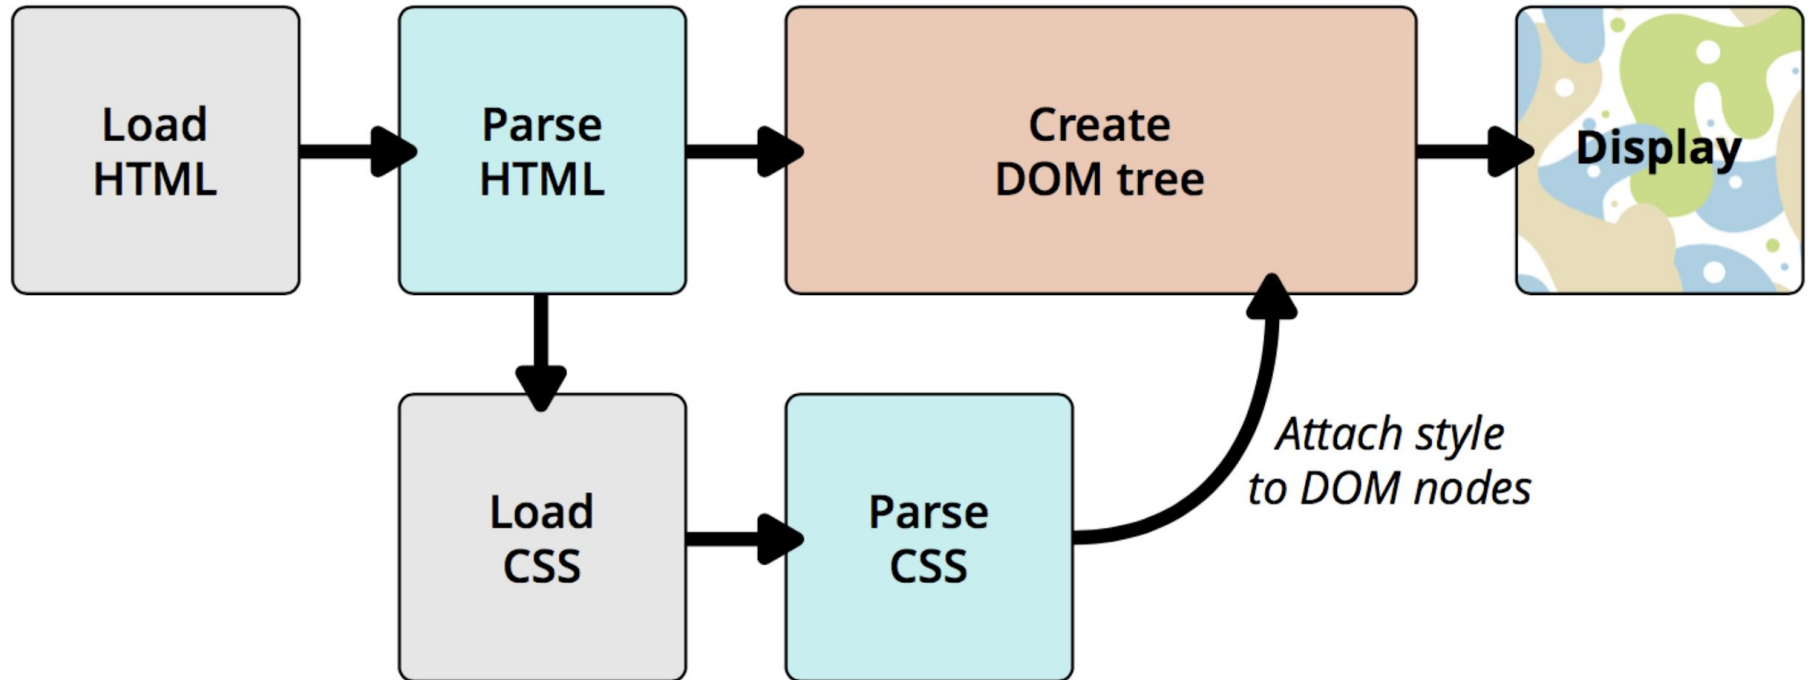 Load
HTML
Parse
HTML
Create
DOM tree
Display
Load
CSS
Parse
CSS
Attach style
to DOM nodes